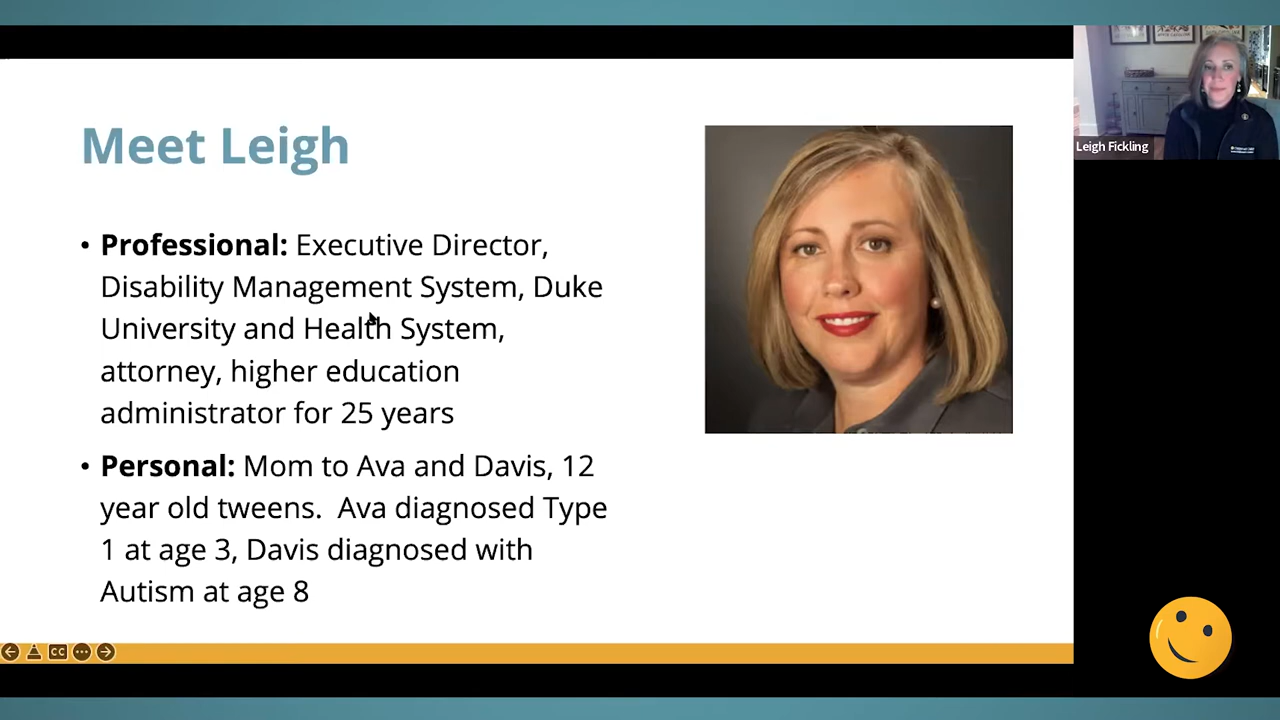 Meet Leigh
• Professional: Executive Director,
Disability Management System, Duke
University and Health System,
attorney, higher education
administrator for 25 years
• Personal: Mom to Ava and Davis, 12
year old tweens.  Ava diagnosed Type
1 at age 3, Davis diagnosed with
Autism at age 8
Leigh Fickling
CC